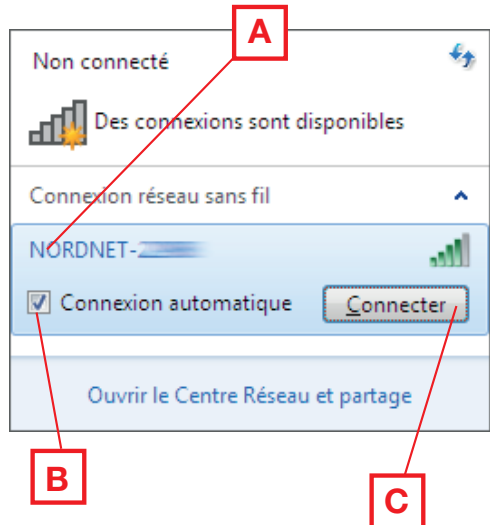 A
Non connecté
Des connexions sont disponibles
Connexion réseau sans fil
NORDNET-
Connexion automatique
Connecter
Ouvrir le Centre Réseau et partage
B
C